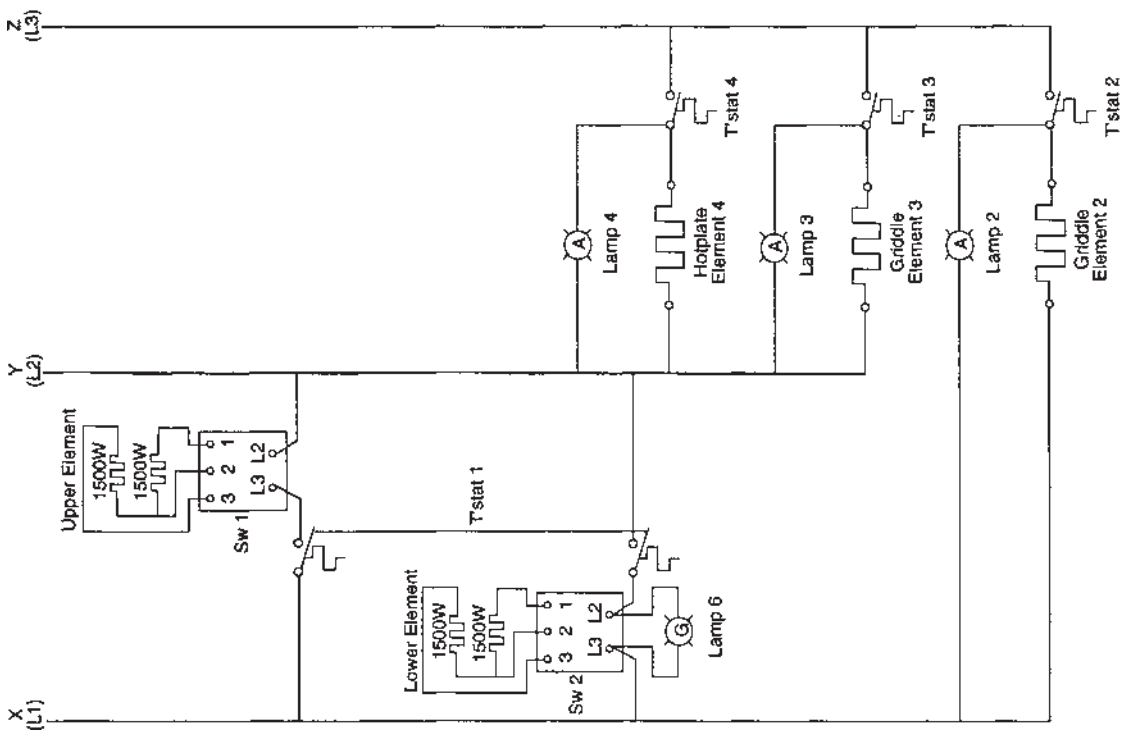 X
(L1)
Y
(L2)
Z
(L3)
Upper Element
1500W
1500W
3
2
1
L3
L2
Sw 1
T'stat 1
Lower Element
1500W
1500W
3
2
1
L3
L2
Sw 2
G
Lamp 6
A
Lamp 4
Hotplate
Element 4
T'stat 4
A
Lamp 3
Griddle
Element 3
T'stat 3
A
Lamp 2
Griddle
Element 2
T'stat 2